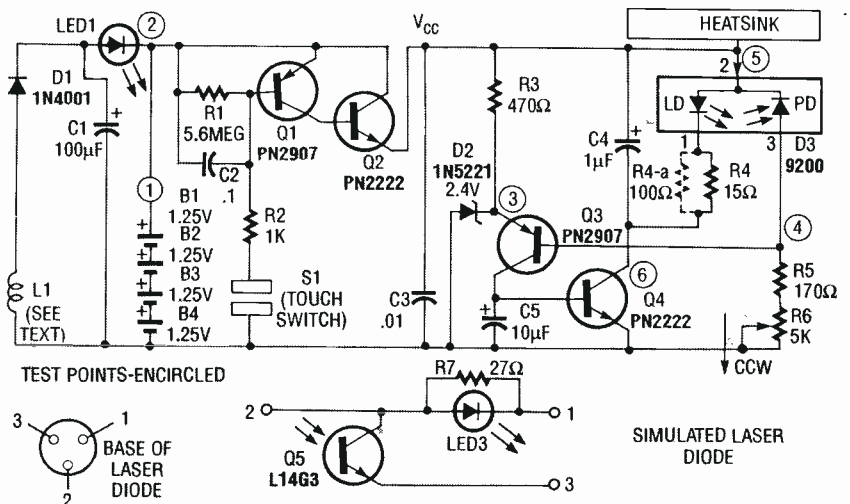 LED1
2
D1
1N4001
C1
100µF
+
R1
5.6MEG
C2
.1
Q1
PN2907
Q2
PN2222
R2
1K
1
B1
1.25V
B2
1.25V
B3
1.25V
B4
1.25V
+
+
+
+
L1
(SEE
TEXT)
S1
(TOUCH
SWITCH)
C3
.01
VCC
R3
470Ω
D2
1N5221
2.4V
3
C4
1µF
+
Q3
PN2907
C5
10µF
+
6
Q4
PN2222
HEATSINK
5
2
LD
PD
1
3
D3
9200
R4-a
100Ω
R4
15Ω
4
R5
170Ω
R6
5K
CCW
TEST POINTS-ENCIRCLED
3
1
2
BASE OF
LASER
DIODE
R7
27Ω
2
1
LED3
Q5
L14G3
3
SIMULATED LASER
DIODE